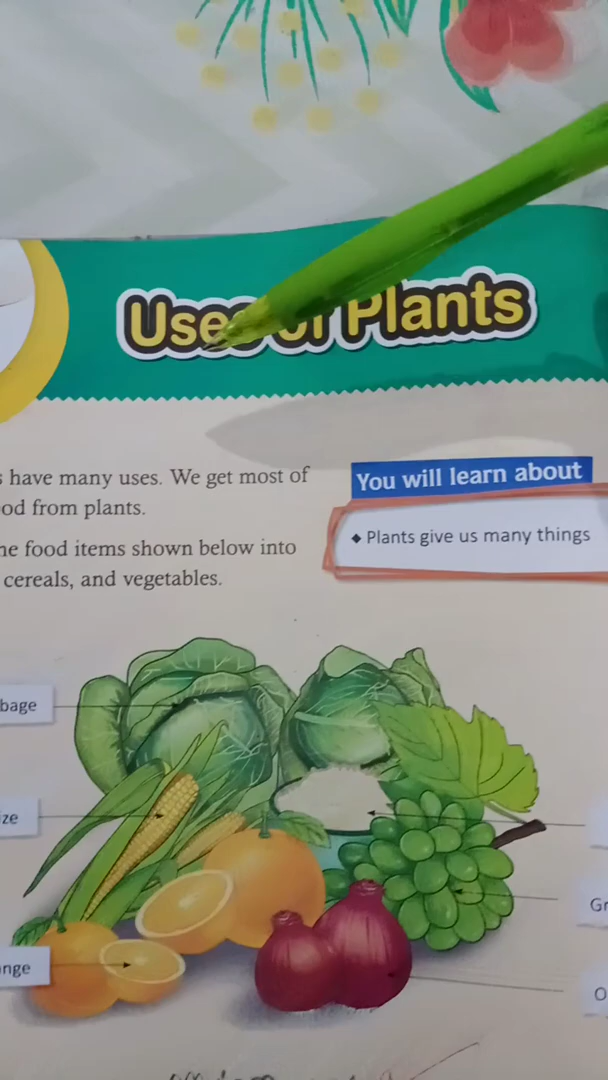 Uses of Plants
s have many uses. We get most of
od from plants.
he food items shown below into
cereals, and vegetables.
You will learn about
◆ Plants give us many things
bage
ze
nge
Gr
O